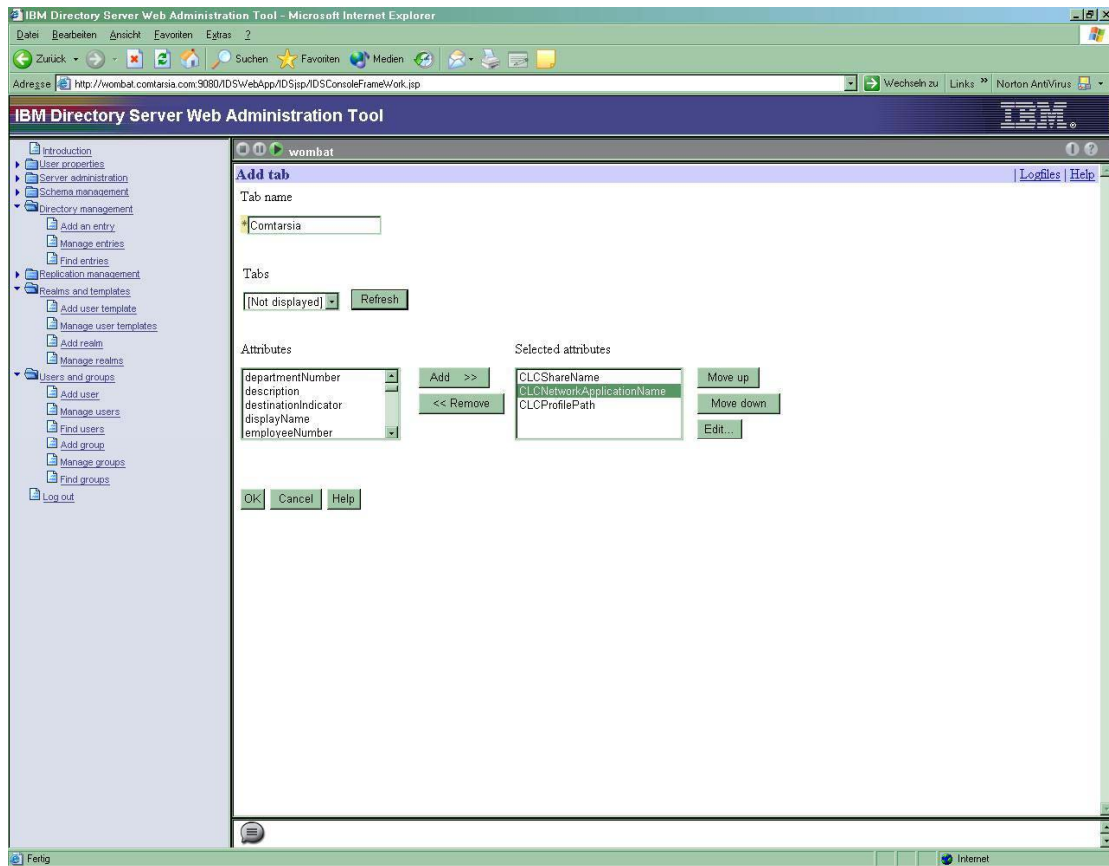 IBM Directory Server Web Administration Tool - Microsoft Internet Explorer
Datei Bearbeiten Ansicht Favoriten Extras ?
Zurück Suchen Favoriten Medien
Adresse http://wombat.comtarsia.com:9080/IDSWebApp/IDSjsp/IDSConsoleFrameWork.jsp Wechseln zu Links » Norton AntiVirus
IBM Directory Server Web Administration Tool
IBM®
Introduction
User properties
Server administration
Schema management
Directory management
Add an entry
Manage entries
Find entries
Replication management
Realms and templates
Add user template
Manage user templates
Add realm
Manage realms
Users and groups
Add user
Manage users
Find users
Add group
Manage groups
Find groups
Log out
wombat
Add tab | Logfiles | Help
Tab name
*Comtarsia
Tabs
[Not displayed] Refresh
Attributes
departmentNumber
description
destinationIndicator
displayName
employeeNumber
Add >>
<< Remove
Selected attributes
CLCShareName
CLCNetworkApplicationName
CLCProfilePath
Move up
Move down
Edit...
OK Cancel Help
Fertig Internet